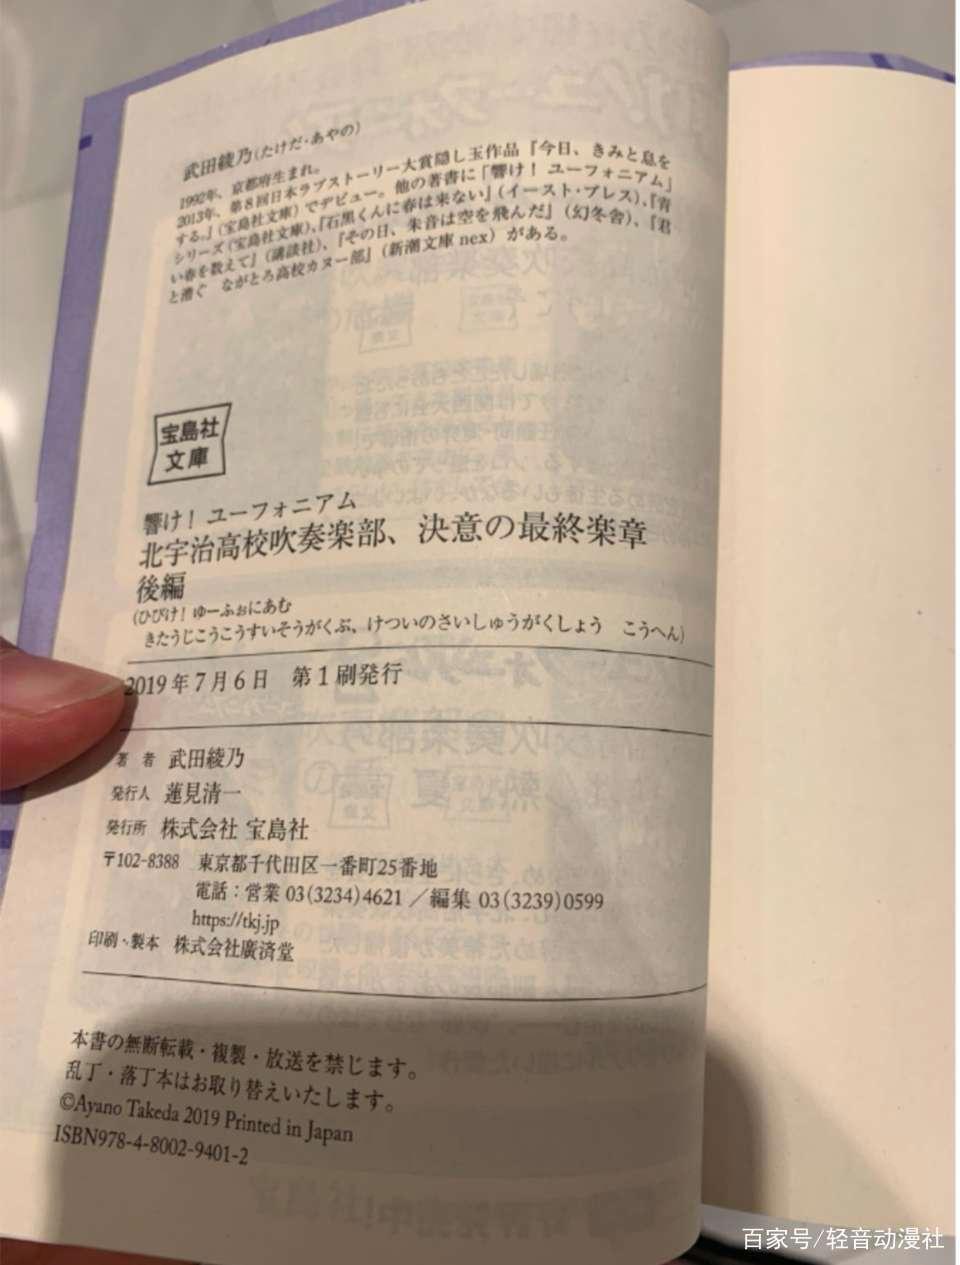 武田綾乃(たけだ・あやの)
1992年、京都府生まれ。
2013年、第8回日本ラブストーリー大賞隠し玉作品『今日、きみと息を
する。』(宝島社文庫)でデビュー。他の著書に「響け! ユーフォニアム」
シリーズ(宝島社文庫)、『石黒くんに春は来ない』(イースト・プレス)、『青
い春を数えて』(講談社)、『その日、朱音は空を飛んだ』(幻冬舎)、『君
と漕ぐ ながとろ高校カヌー部』(新潮文庫 nex)がある。
宝島社
文庫
響け! ユーフォニアム
北宇治高校吹奏楽部、決意の最終楽章
後編
(ひびけ! ゆーふぉにあむ
きたうじこうこうすいそうがくぶ、けついのさいしゅうがくしょう こうへん)
2019年7月6日 第1刷発行
著 者 武田綾乃
発行人 蓮見清一
発行所 株式会社 宝島社
〒102-8388 東京都千代田区一番町25番地
電話:営業 03(3234)4621/編集 03(3239)0599
https://tkj.jp
印刷・製本 株式会社廣済堂
本書の無断転載・複製・放送を禁じます。
乱丁・落丁本はお取り替えいたします。
©Ayano Takeda 2019 Printed in Japan
ISBN978-4-8002-9401-2
百家号/轻音动漫社